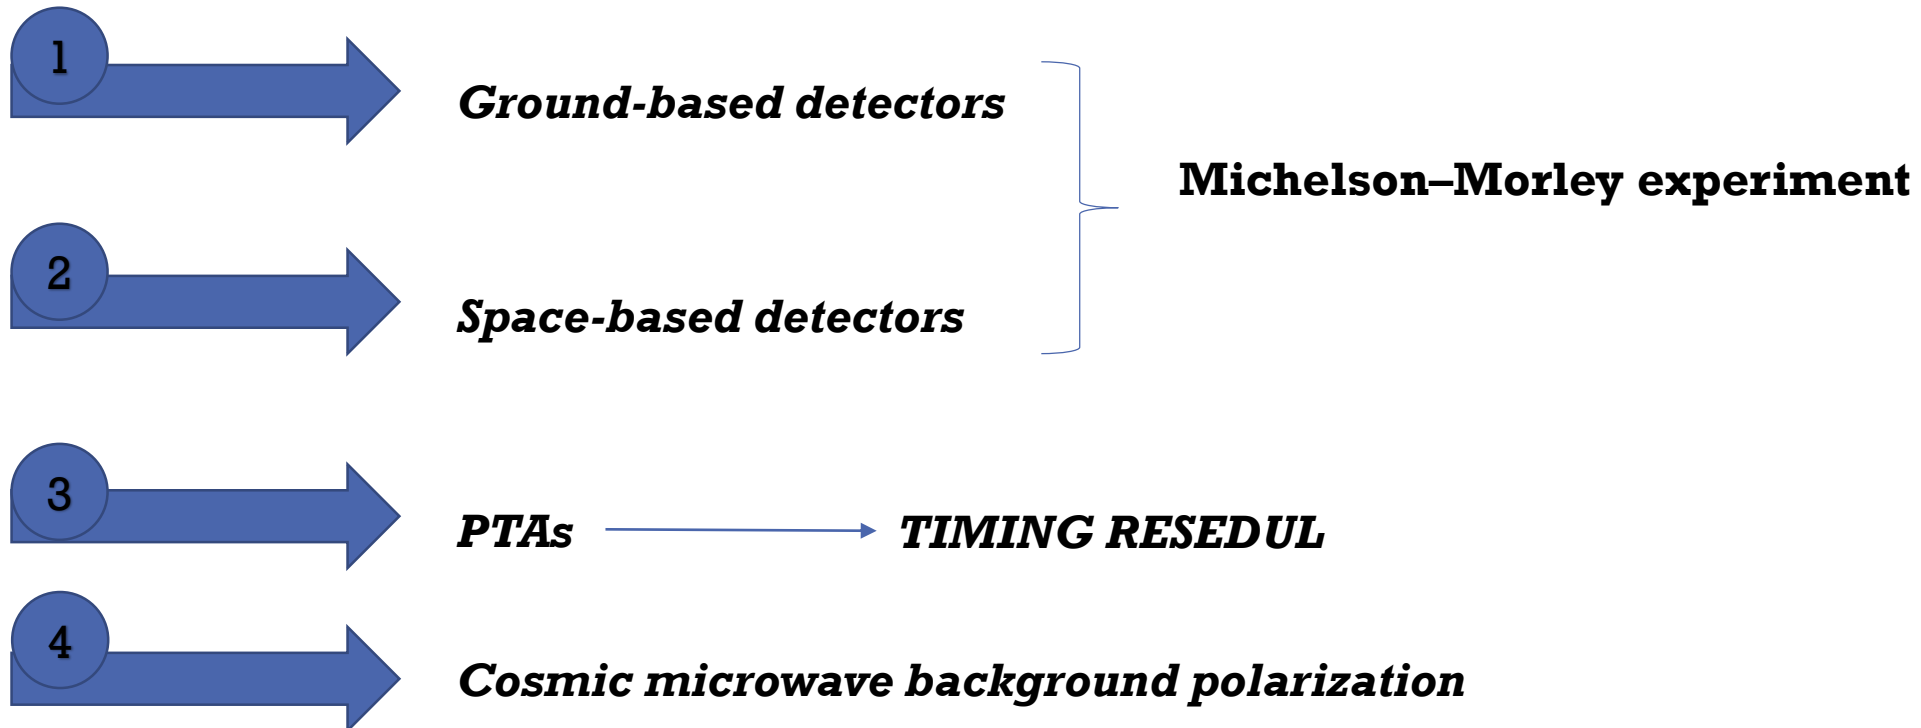 1
Ground-based detectors
Michelson–Morley experiment
2
Space-based detectors
3
PTAs TIMING RESEDUL
4
Cosmic microwave background polarization